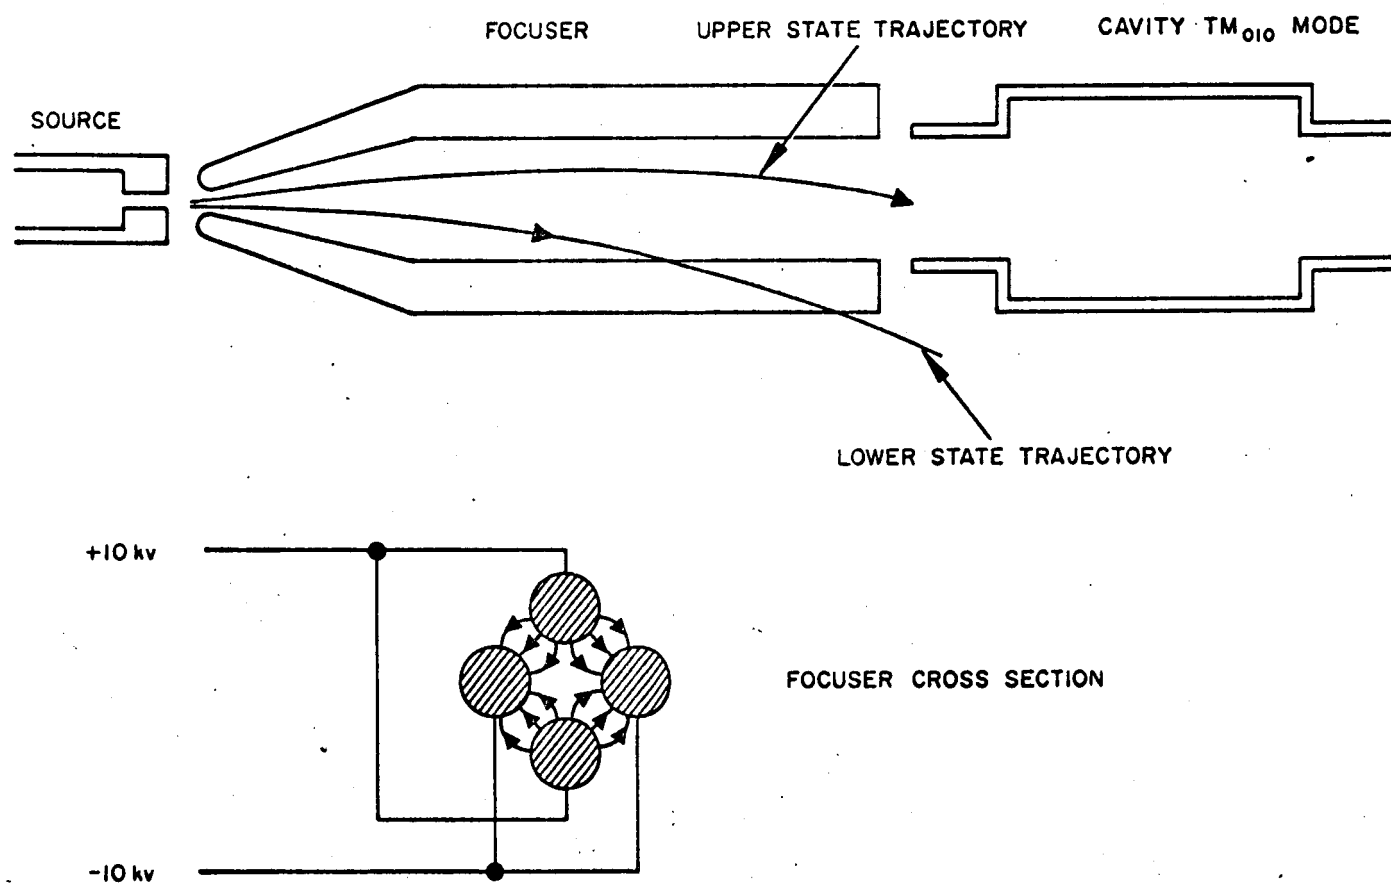 FOCUSER
UPPER STATE TRAJECTORY
CAVITY TM₀₁₀ MODE
SOURCE
LOWER STATE TRAJECTORY
+10 kv
FOCUSER CROSS SECTION
-10 kv